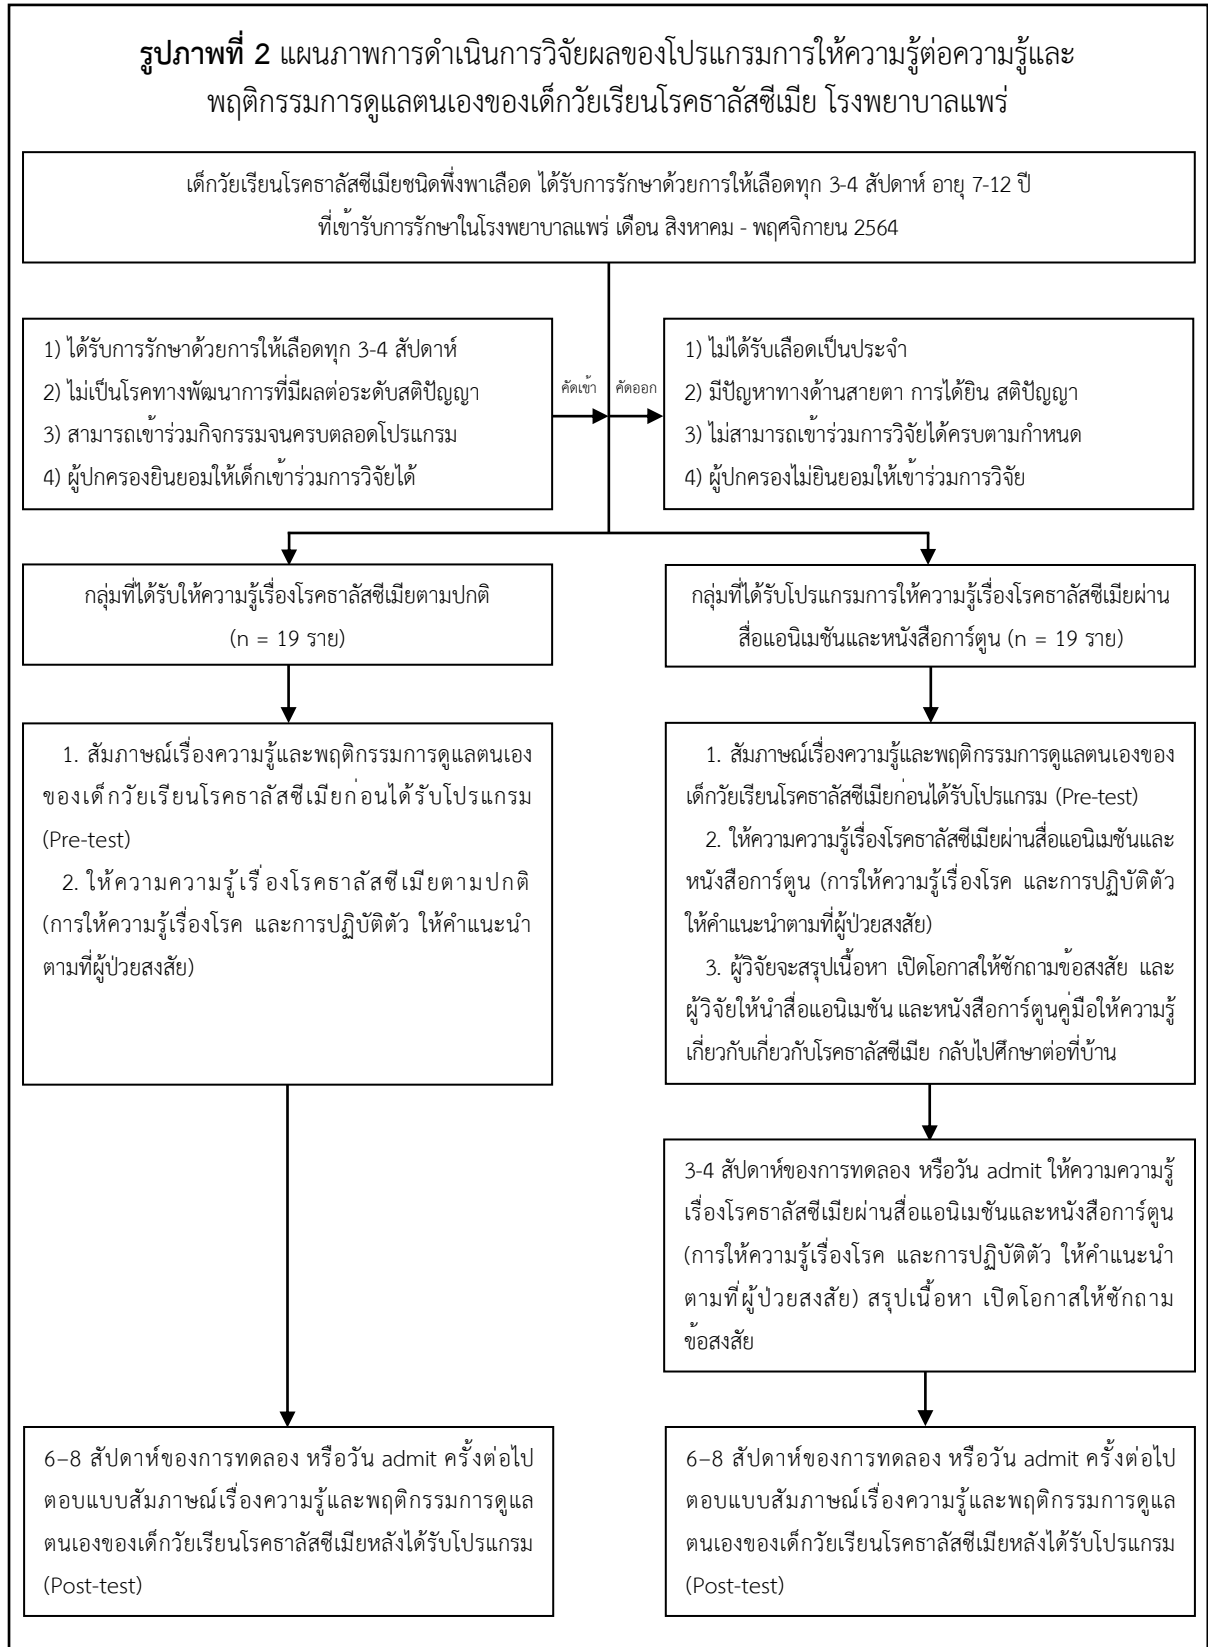 รูปภาพที่ 2 แผนภาพการดำเนินการวิจัยผลของโปรแกรมการให้ความรู้ต่อความรู้และ
พฤติกรรมการดูแลตนเองของเด็กวัยเรียนโรคธาลัสซีเมีย โรงพยาบาลแพร่
เด็กวัยเรียนโรคธาลัสซีเมียชนิดพึ่งพาเลือด ได้รับการรักษาด้วยการให้เลือดทุก 3-4 สัปดาห์ อายุ 7-12 ปี
ที่เข้ารับการรักษาในโรงพยาบาลแพร่ เดือน สิงหาคม - พฤศจิกายน 2564
1) ได้รับการรักษาด้วยการให้เลือดทุก 3-4 สัปดาห์
2) ไม่เป็นโรคทางพัฒนาการที่มีผลต่อระดับสติปัญญา
3) สามารถเข้าร่วมกิจกรรมจนครบตลอดโปรแกรม
4) ผู้ปกครองยินยอมให้เด็กเข้าร่วมการวิจัยได้
คัดเข้า
คัดออก
1) ไม่ได้รับเลือดเป็นประจำ
2) มีปัญหาทางด้านสายตา การได้ยิน สติปัญญา
3) ไม่สามารถเข้าร่วมการวิจัยได้ครบตามกำหนด
4) ผู้ปกครองไม่ยินยอมให้เข้าร่วมการวิจัย
กลุ่มที่ได้รับให้ความรู้เรื่องโรคธาลัสซีเมียตามปกติ
(n = 19 ราย)
กลุ่มที่ได้รับโปรแกรมการให้ความรู้เรื่องโรคธาลัสซีเมียผ่าน
สื่อแอนิเมชันและหนังสือการ์ตูน (n = 19 ราย)
1. สัมภาษณ์เรื่องความรู้และพฤติกรรมการดูแลตนเอง
ของเด็กวัยเรียนโรคธาลัสซีเมียก่อนได้รับโปรแกรม
(Pre-test)
2. ให้ความความรู้เรื่องโรคธาลัสซีเมียตามปกติ
(การให้ความรู้เรื่องโรค และการปฏิบัติตัว ให้คำแนะนำ
ตามที่ผู้ป่วยสงสัย)
1. สัมภาษณ์เรื่องความรู้และพฤติกรรมการดูแลตนเองของ
เด็กวัยเรียนโรคธาลัสซีเมียก่อนได้รับโปรแกรม (Pre-test)
2. ให้ความความรู้เรื่องโรคธาลัสซีเมียผ่านสื่อแอนิเมชันและ
หนังสือการ์ตูน (การให้ความรู้เรื่องโรค และการปฏิบัติตัว
ให้คำแนะนำตามที่ผู้ป่วยสงสัย)
3. ผู้วิจัยจะสรุปเนื้อหา เปิดโอกาสให้ซักถามข้อสงสัย และ
ผู้วิจัยให้นำสื่อแอนิเมชัน และหนังสือการ์ตูนคู่มือให้ความรู้
เกี่ยวกับเกี่ยวกับโรคธาลัสซีเมีย กลับไปศึกษาต่อที่บ้าน
3-4 สัปดาห์ของการทดลอง หรือวัน admit ให้ความความรู้
เรื่องโรคธาลัสซีเมียผ่านสื่อแอนิเมชันและหนังสือการ์ตูน
(การให้ความรู้เรื่องโรค และการปฏิบัติตัว ให้คำแนะนำ
ตามที่ผู้ป่วยสงสัย) สรุปเนื้อหา เปิดโอกาสให้ซักถาม
ข้อสงสัย
6–8 สัปดาห์ของการทดลอง หรือวัน admit ครั้งต่อไป
ตอบแบบสัมภาษณ์เรื่องความรู้และพฤติกรรมการดูแล
ตนเองของเด็กวัยเรียนโรคธาลัสซีเมียหลังได้รับโปรแกรม
(Post-test)
6–8 สัปดาห์ของการทดลอง หรือวัน admit ครั้งต่อไป
ตอบแบบสัมภาษณ์เรื่องความรู้และพฤติกรรมการดูแล
ตนเองของเด็กวัยเรียนโรคธาลัสซีเมียหลังได้รับโปรแกรม
(Post-test)